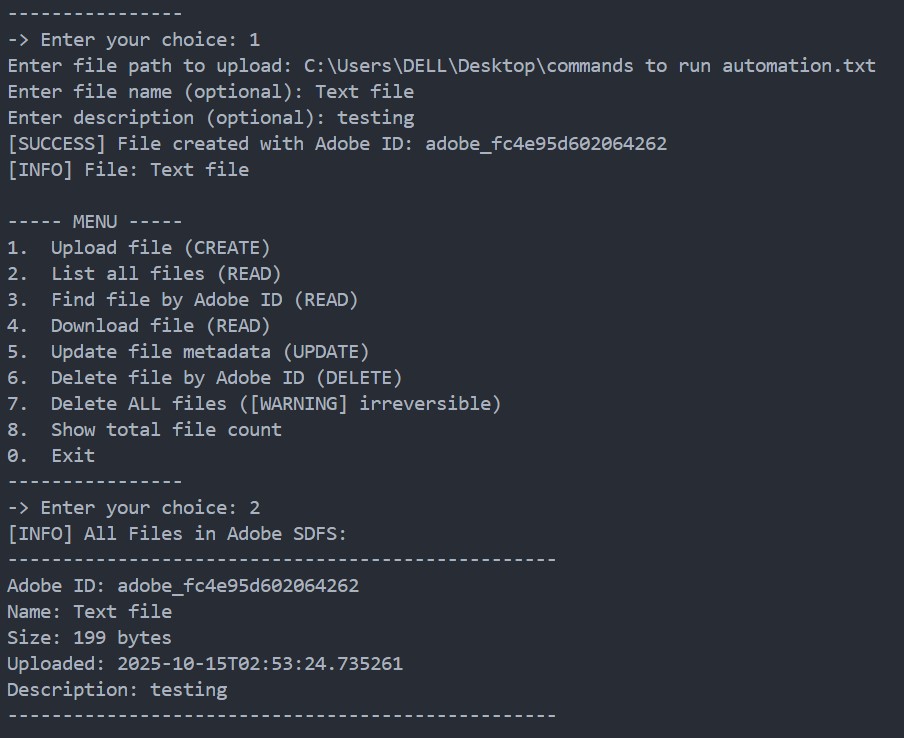 ----------------
-> Enter your choice: 1
Enter file path to upload: C:\Users\DELL\Desktop\commands to run automation.txt
Enter file name (optional): Text file
Enter description (optional): testing
[SUCCESS] File created with Adobe ID: adobe_fc4e95d602064262
[INFO] File: Text file

----- MENU -----
1.  Upload file (CREATE)
2.  List all files (READ)
3.  Find file by Adobe ID (READ)
4.  Download file (READ)
5.  Update file metadata (UPDATE)
6.  Delete file by Adobe ID (DELETE)
7.  Delete ALL files ([WARNING] irreversible)
8.  Show total file count
0.  Exit
----------------
-> Enter your choice: 2
[INFO] All Files in Adobe SDFS:
--------------------------------------------------
Adobe ID: adobe_fc4e95d602064262
Name: Text file
Size: 199 bytes
Uploaded: 2025-10-15T02:53:24.735261
Description: testing
--------------------------------------------------